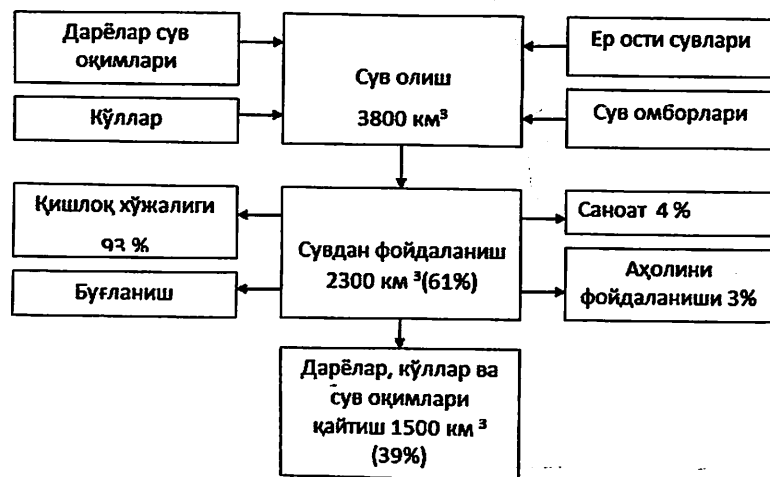 Дарёлар сув
оқимлари
Кўллар
Сув олиш
3800 км³
Ер ости сувлари
Сув омборлари
Қишлоқ хўжалиги
93 %
Буғланиш
Сувдан фойдаланиш
2300 км ³(61%)
Саноат 4 %
Аҳолини
фойдаланиши 3%
Дарёлар, кўллар ва
сув оқимлари
қайтиш 1500 км ³
(39%)